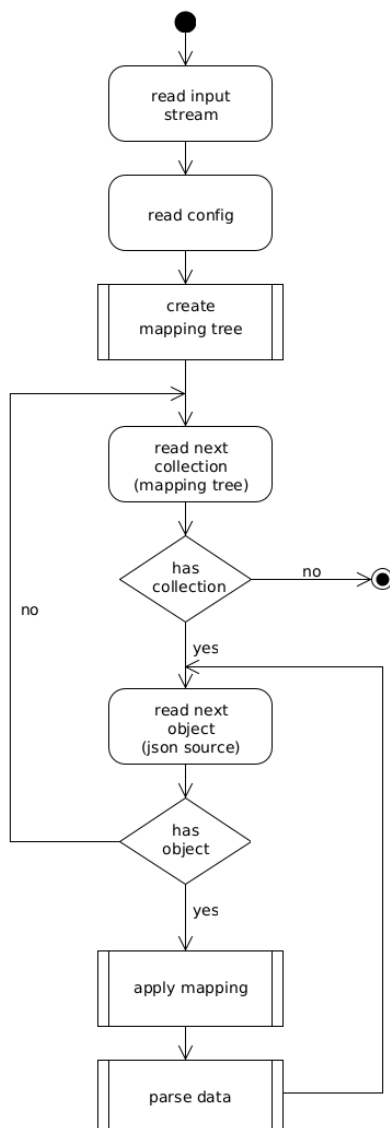 read input
stream
read config
create
mapping tree
read next
collection
(mapping tree)
has
collection
no
no
yes
read next
object
(json source)
has
object
yes
apply mapping
parse data